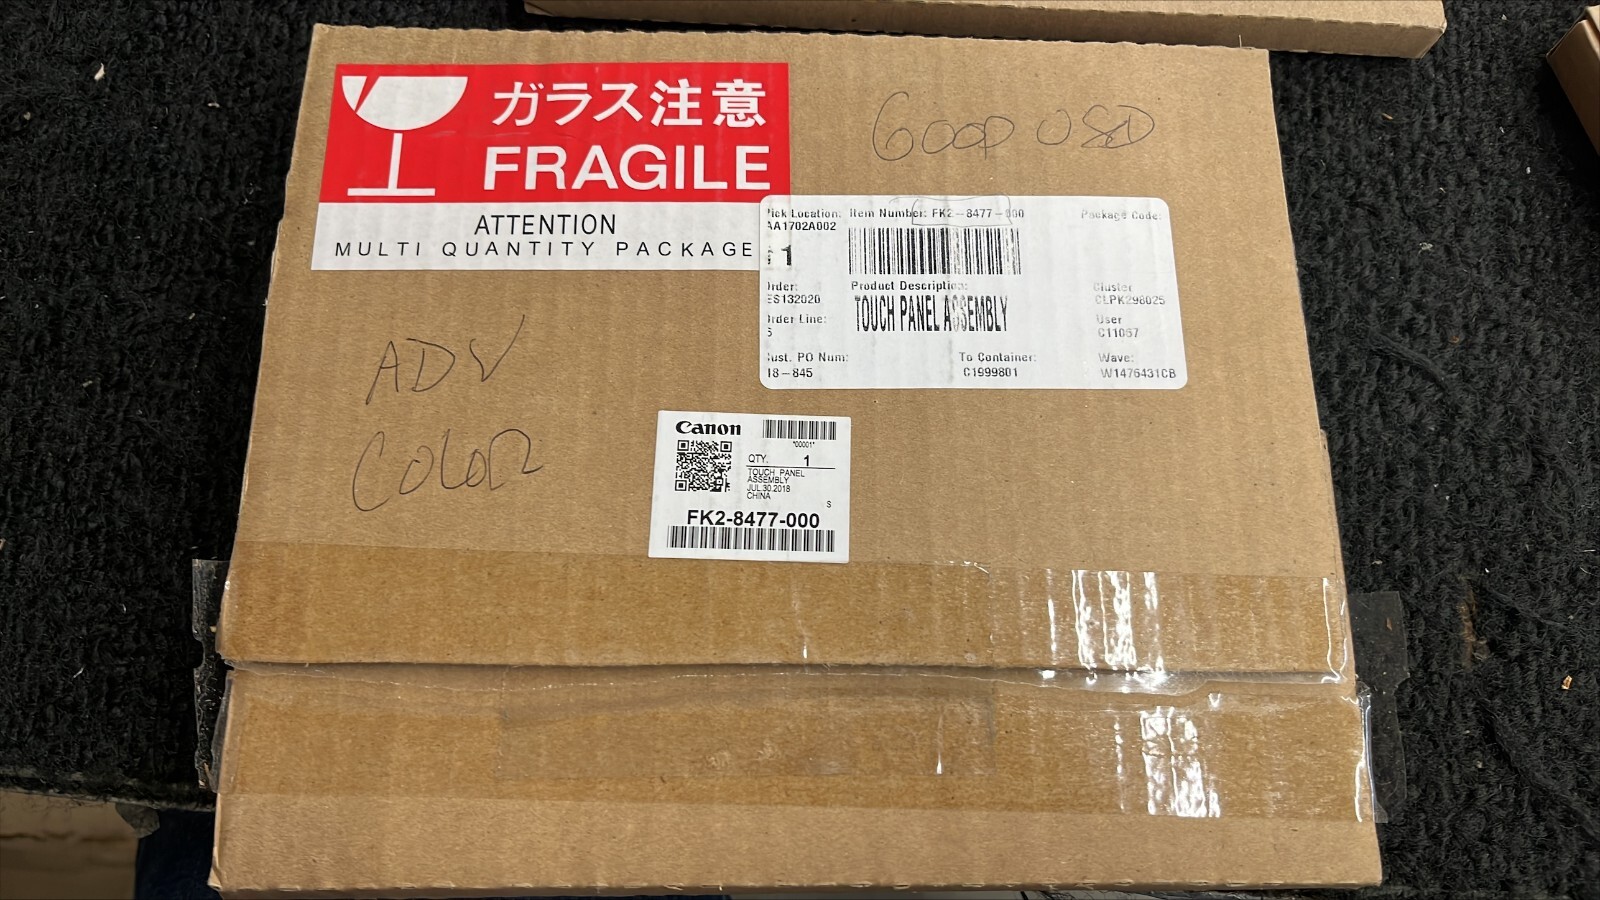 ガラス注意
FRAGILE
ATTENTION
MULTI QUANTITY PACKAGE
GOOD USD
Pick Location: Item Number: FK2-8477-000 Package Code:
AA1702A002
1
Order: Product Description: Cluster
ES132020 TOUCH PANEL ASSEMBLY CLPK298025
Order Line: User
5 C11067
Cust. PO Num: To Container: Wave:
18-845 C1999801 W1476431CB
ADV
COLOR
Canon
*00001*
QTY. 1
TOUCH PANEL
ASSEMBLY
JUL.30.2018
CHINA
S
FK2-8477-000